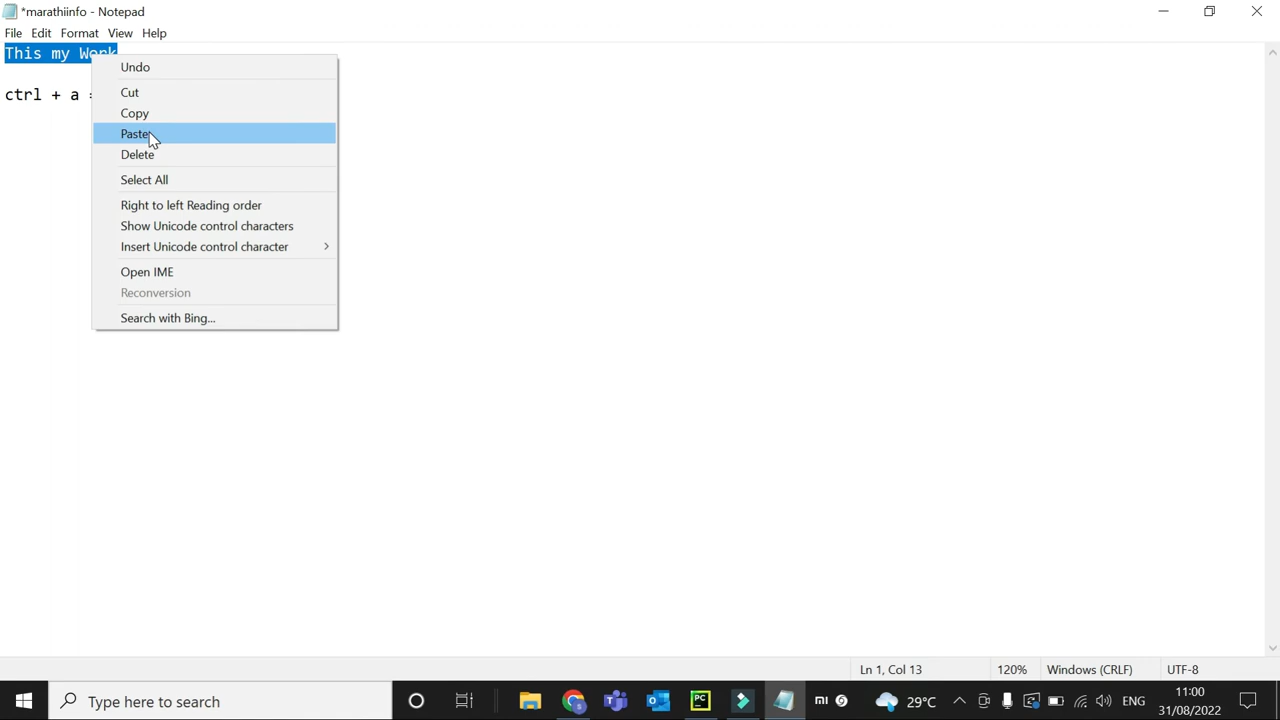 *marathiinfo - Notepad
File Edit Format View Help
This my Work
ctrl + a
Undo
Cut
Copy
Paste
Delete
Select All
Right to left Reading order
Show Unicode control characters
Insert Unicode control character
Open IME
Reconversion
Search with Bing...
Ln 1, Col 13 120% Windows (CRLF) UTF-8
Type here to search
29°C ENG 11:00
31/08/2022